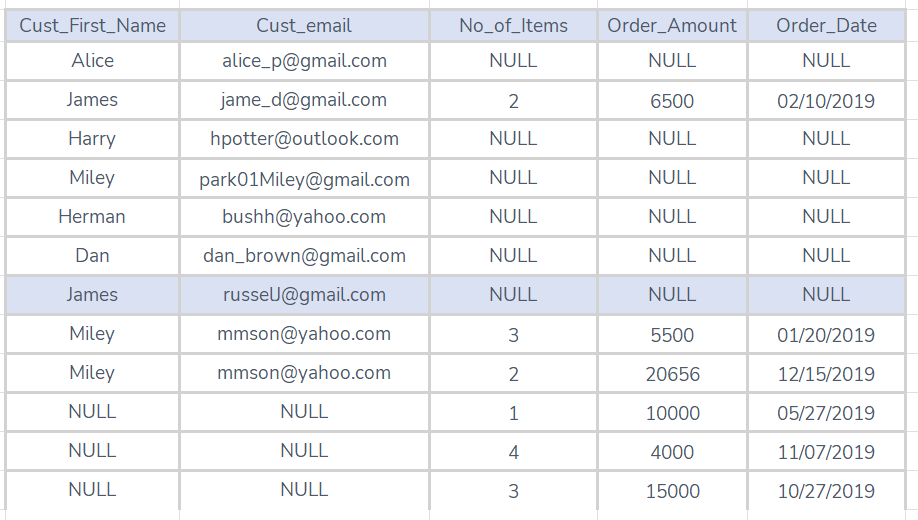 Cust_First_Name Cust_email No_of_Items Order_Amount Order_Date
Alice alice_p@gmail.com NULL NULL NULL
James jame_d@gmail.com 2 6500 02/10/2019
Harry hpotter@outlook.com NULL NULL NULL
Miley park01Miley@gmail.com NULL NULL NULL
Herman bushh@yahoo.com NULL NULL NULL
Dan dan_brown@gmail.com NULL NULL NULL
James russelJ@gmail.com NULL NULL NULL
Miley mmson@yahoo.com 3 5500 01/20/2019
Miley mmson@yahoo.com 2 20656 12/15/2019
NULL NULL 1 10000 05/27/2019
NULL NULL 4 4000 11/07/2019
NULL NULL 3 15000 10/27/2019